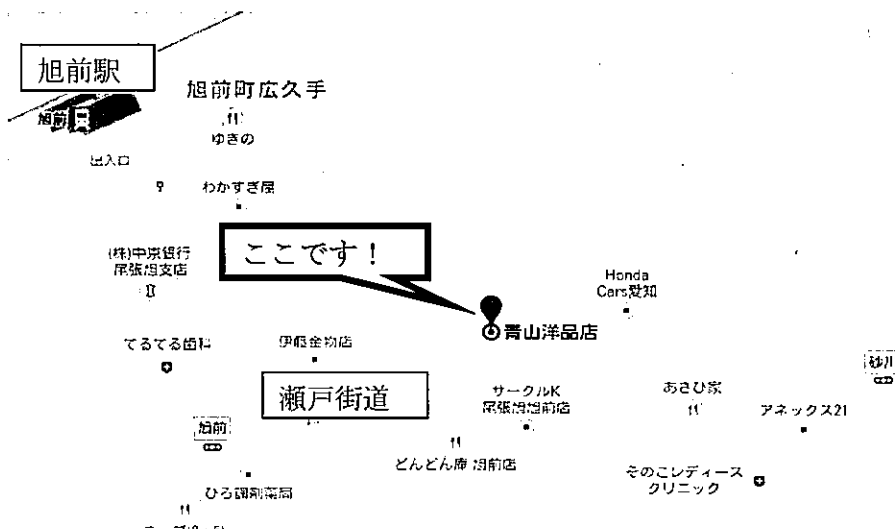 旭前駅
旭前町広久手
旭前
ゆきの
出入口
わかすぎ屋
ここです！
(株)中京銀行
尾張旭支店
Honda
Cars愛知
青山洋品店
てるてる歯科
伊藤金物店
瀬戸街道
サークルK
尾張旭旭前店
あさひ家
砂川
アネックス21
旭前
どんどん庵 旭前店
そのこレディース
クリニック
ひろ調剤薬局